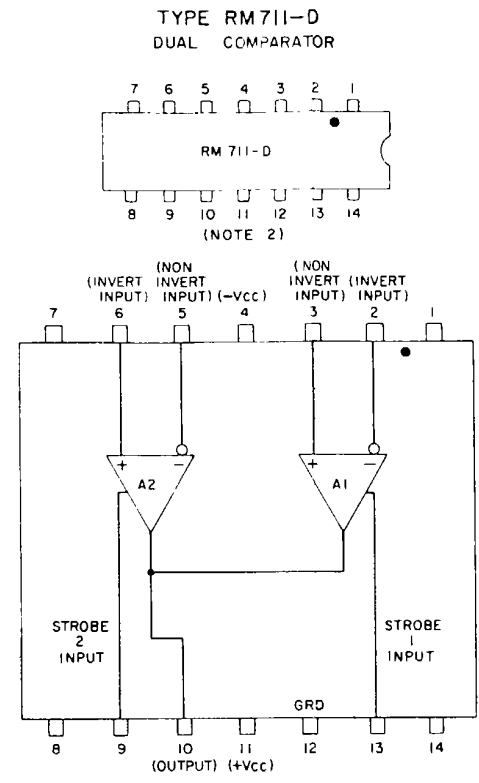 TYPE RM711-D
DUAL COMPARATOR
7 6 5 4 3 2 1
RM 711-D
8 9 10 11 12 13 14
(NOTE 2)
(INVERT INPUT)
(NON INVERT INPUT)
(-VCC)
(NON INVERT INPUT)
(INVERT INPUT)
7 6 5 4 3 2 1
+ -
A2
+ -
A1
STROBE
2
INPUT
STROBE
1
INPUT
GRD
8 9 10 11 12 13 14
(OUTPUT) (+VCC)